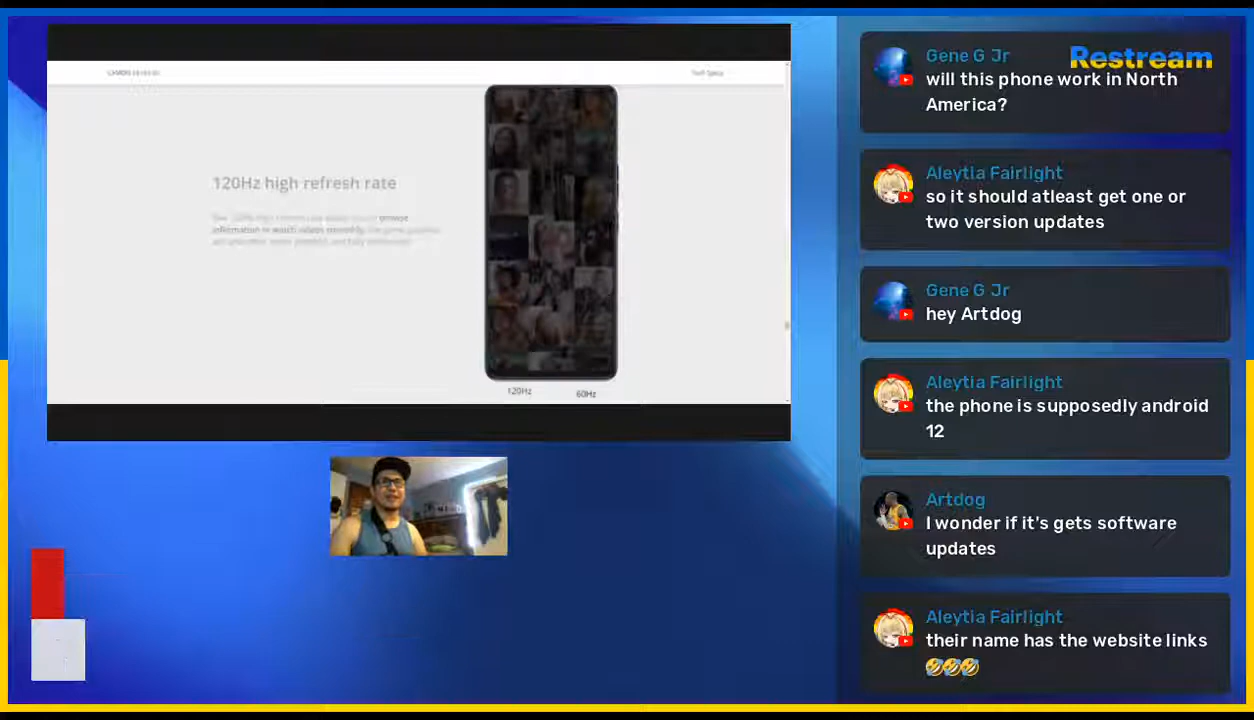 120Hz high refresh rate
120Hz
60Hz
Restream
Gene G Jr
will this phone work in North
America?
Aleytia Fairlight
so it should atleast get one or
two version updates
Gene G Jr
hey Artdog
Aleytia Fairlight
the phone is supposedly android
12
Artdog
I wonder if it's gets software
updates
Aleytia Fairlight
their name has the website links
🤣🤣🤣